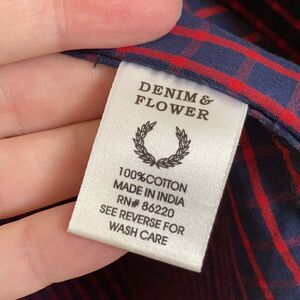 DENIM &
FLOWER
100% COTTON
MADE IN INDIA
RN# 86220
SEE REVERSE FOR
WASH CARE